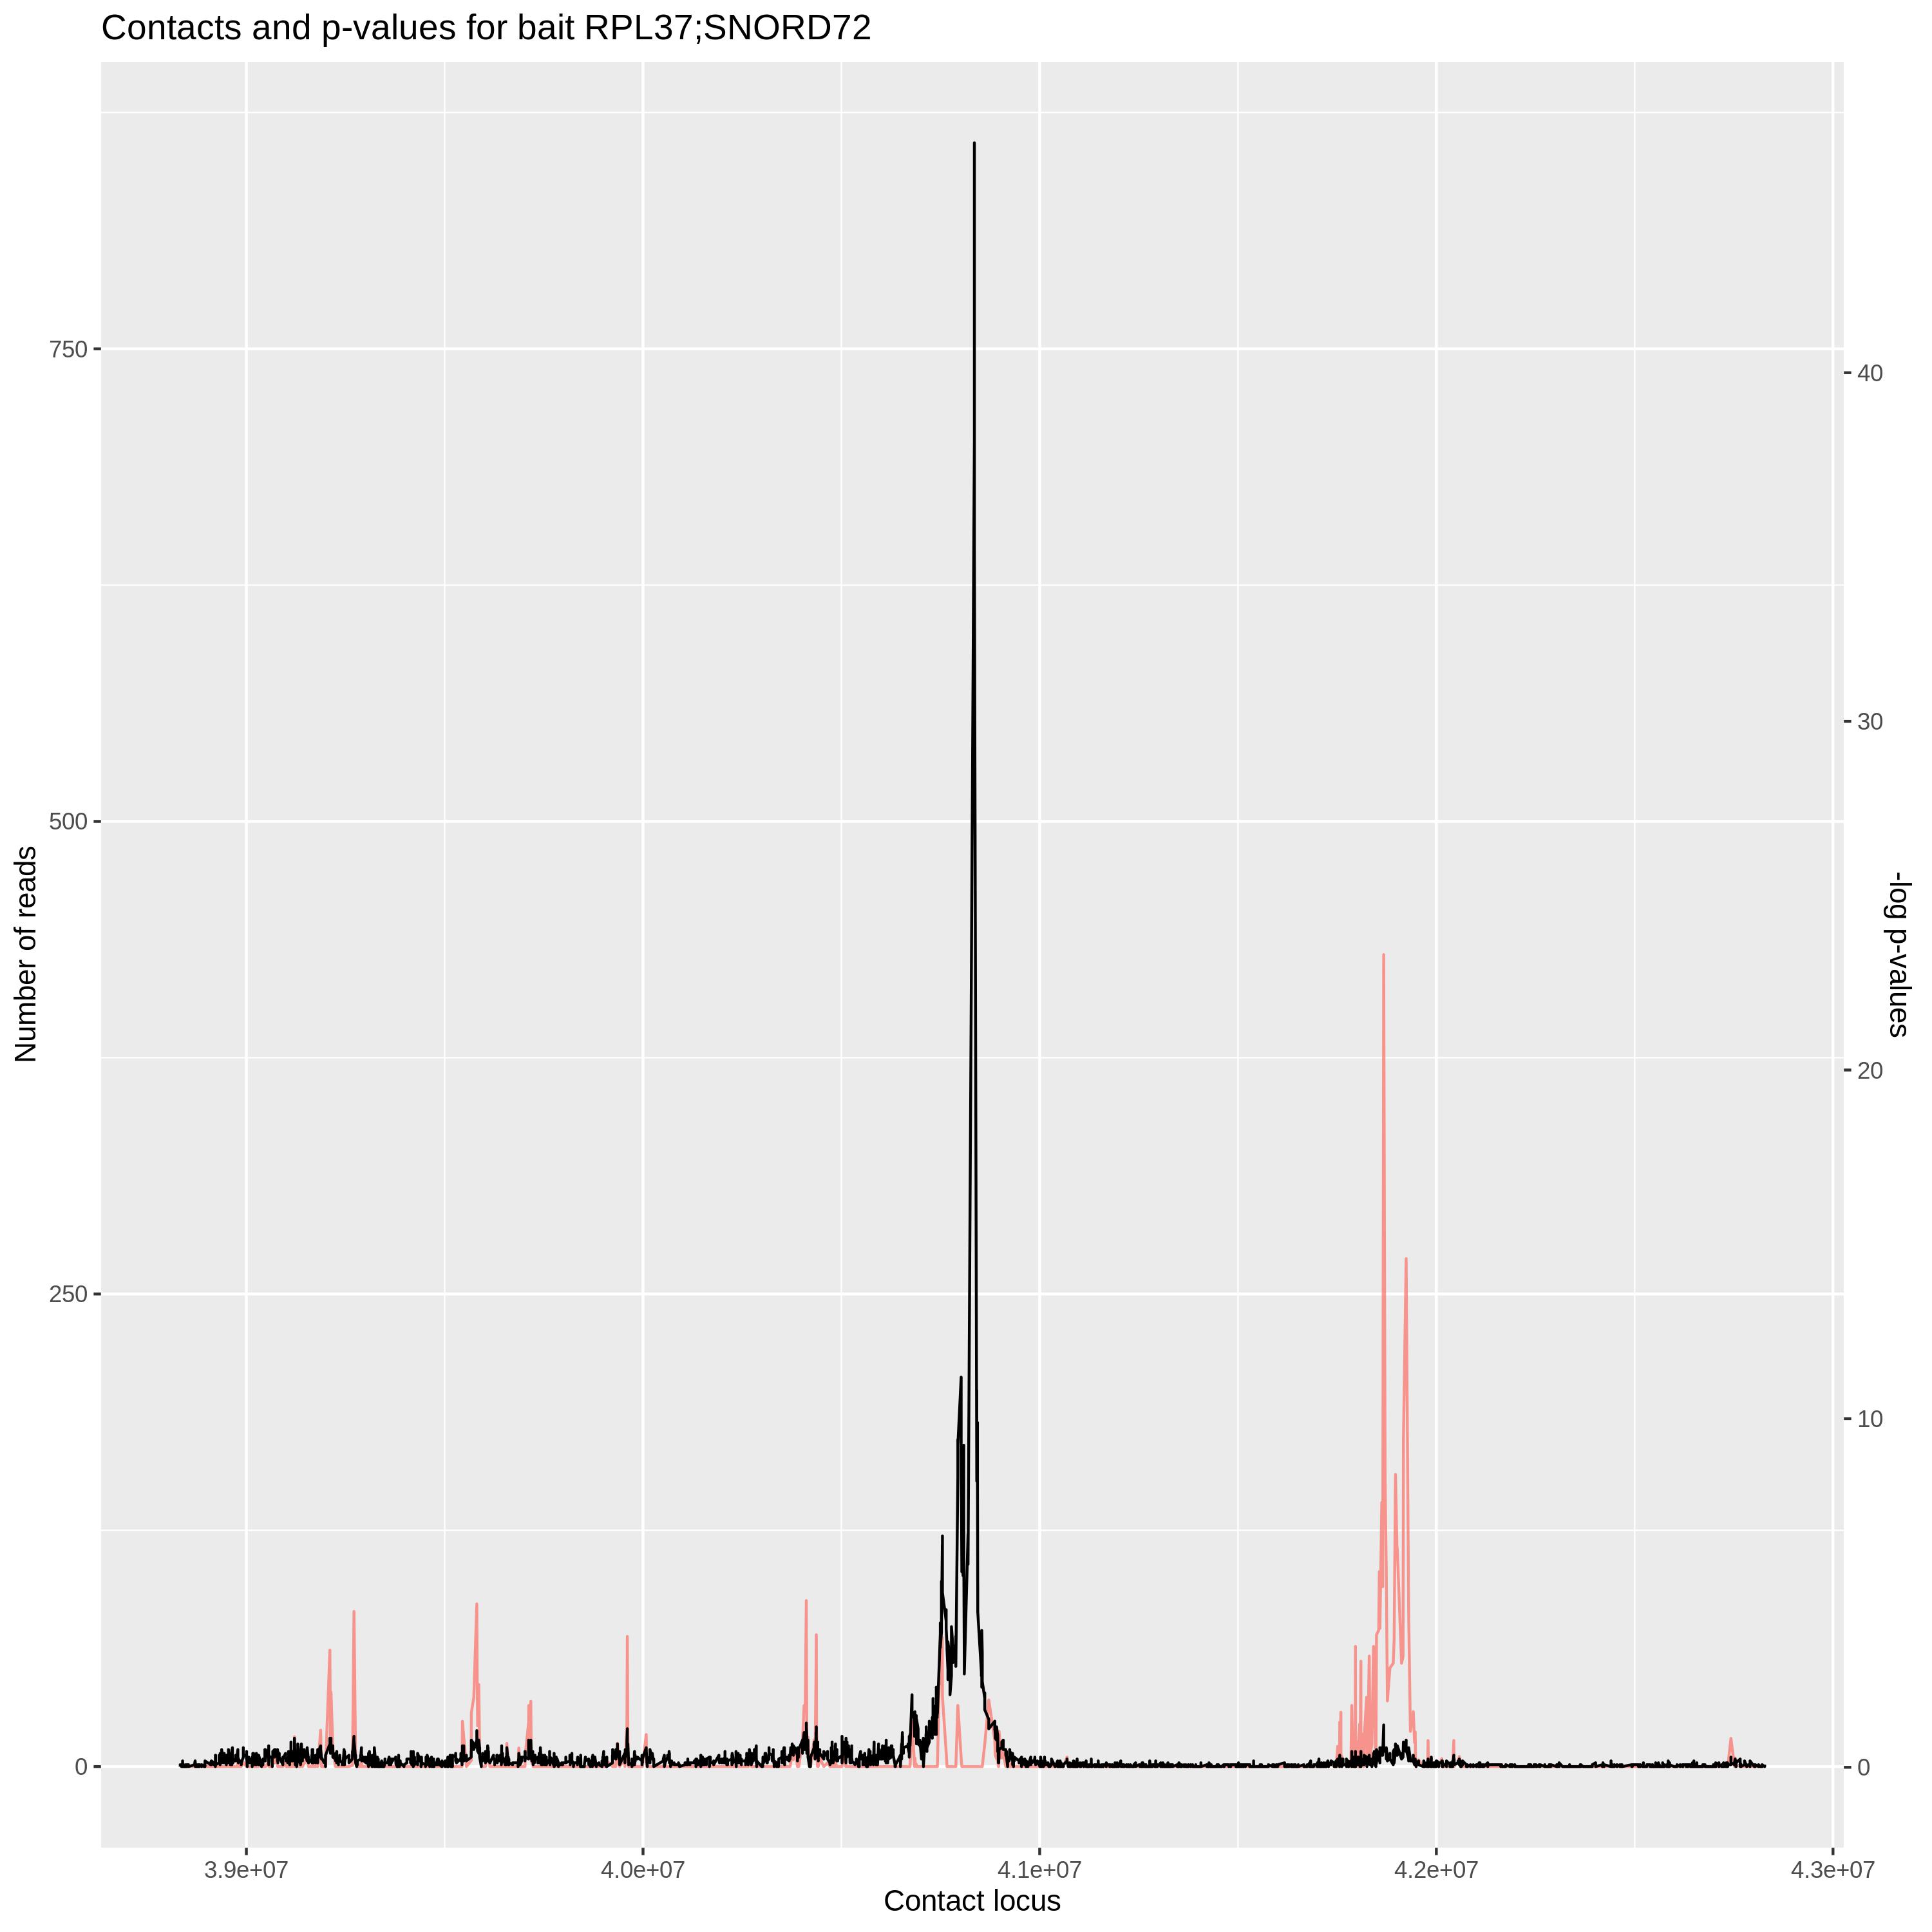 Contacts and p-values for bait RPL37;SNORD72
750
500
250
0
Number of reads
40
30
20
10
0
-log p-values
3.9e+07
4.0e+07
4.1e+07
4.2e+07
4.3e+07
Contact locus